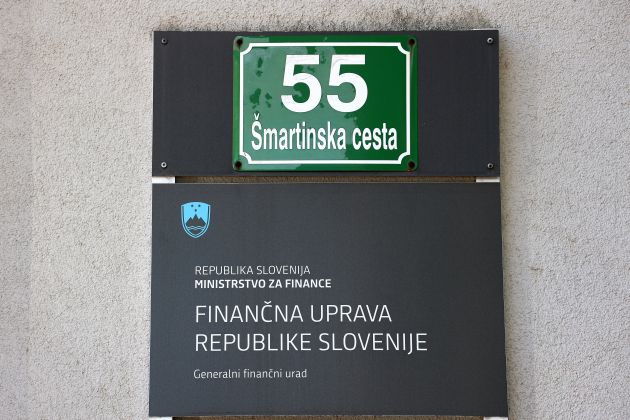 55
Šmartinska cesta
REPUBLIKA SLOVENIJA
MINISTRSTVO ZA FINANCE
FINANČNA UPRAVA
REPUBLIKE SLOVENIJE
Generalni finančni urad